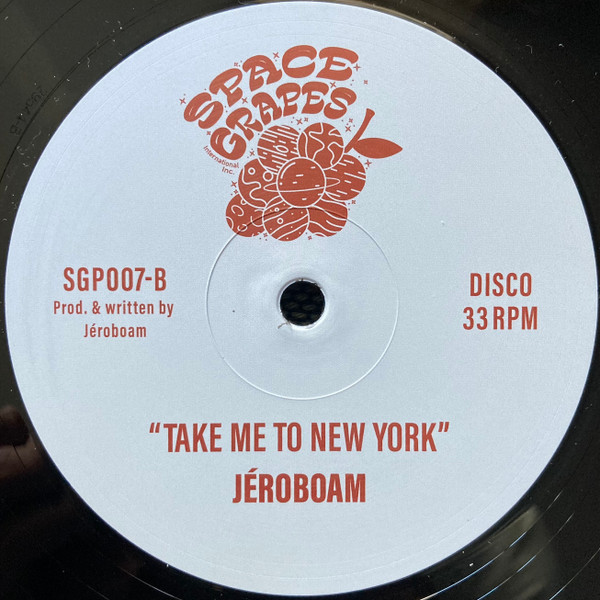 SPACE
GRAPES
International
Inc.
SGP007-B
Prod. & written by
Jéroboam
DISCO
33 RPM
“TAKE ME TO NEW YORK”
JÉROBOAM